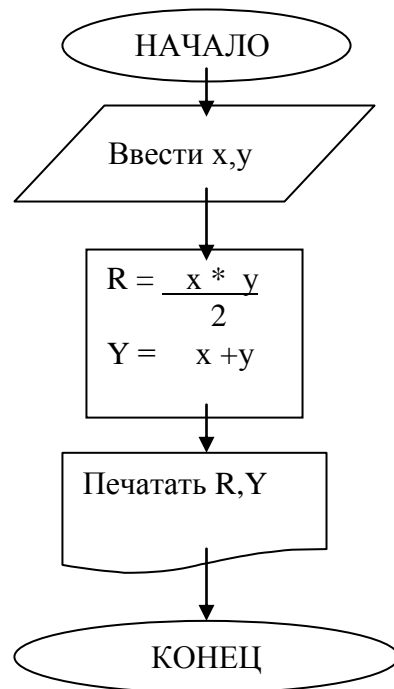 НАЧАЛО
Ввести x,y
R = x * y
2
Y = x +y
Печатать R,Y
КОНЕЦ